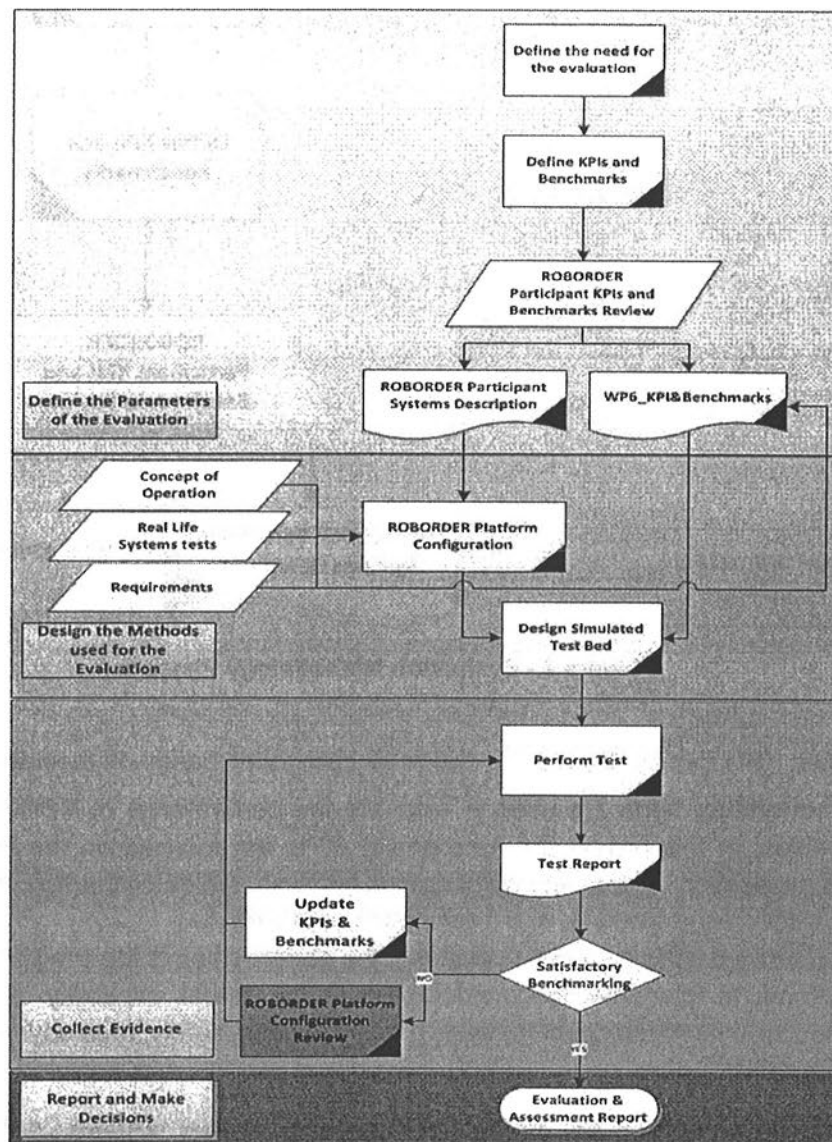 Define the need for
the evaluation
Define KPIs and
Benchmarks
ROBORDER
Participant KPIs and
Benchmarks Review
ROBORDER Participant
Systems Description
WP6_KPI&Benchmarks
Define the Parameters
of the Evaluation
Concept of
Operation
Real Life
Systems tests
Requirements
ROBORDER Platform
Configuration
Design the Methods
used for the
Evaluation
Design Simulated
Test Bed
Perform Test
Test Report
Update
KPIs &
Benchmarks
Satisfactory
Benchmarking
NO
ROBORDER Platform
Configuration
Review
Collect Evidence
YES
Report and Make
Decisions
Evaluation &
Assessment Report